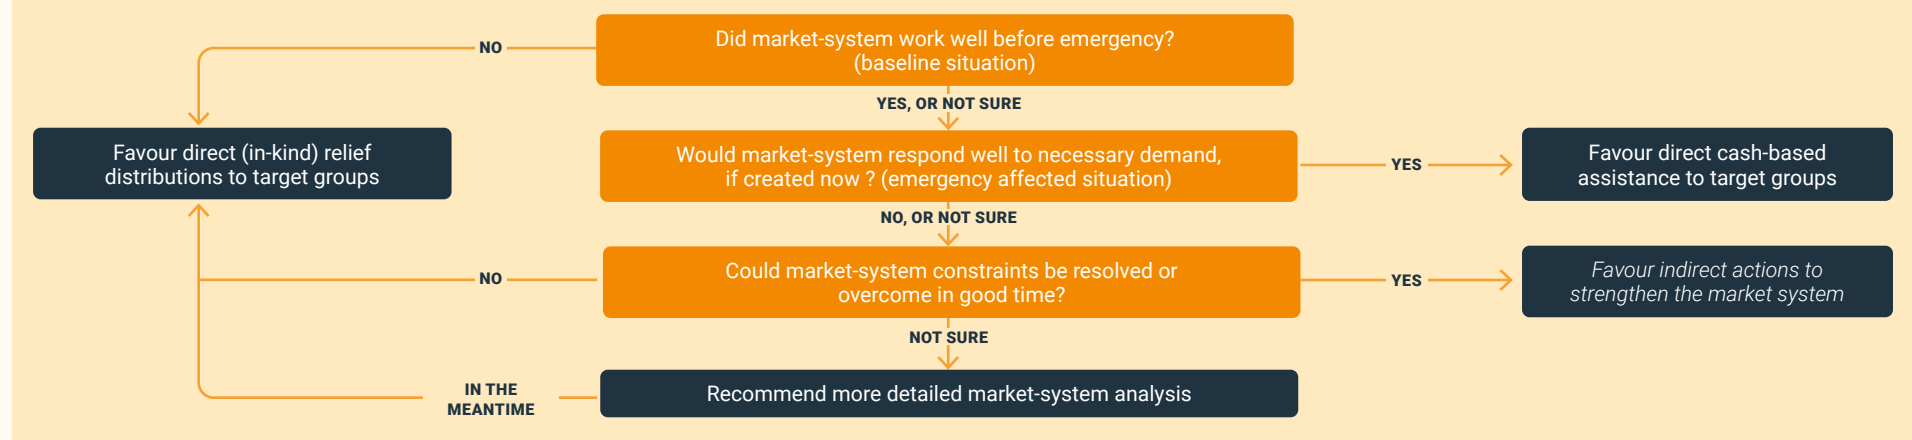 Did market-system work well before emergency?
(baseline situation)
NO
YES, OR NOT SURE
Favour direct (in-kind) relief
distributions to target groups
Would market-system respond well to necessary demand,
if created now ? (emergency affected situation)
YES
Favour direct cash-based
assistance to target groups
NO, OR NOT SURE
NO
Could market-system constraints be resolved or
overcome in good time?
YES
Favour indirect actions to
strengthen the market system
NOT SURE
IN THE
MEANTIME
Recommend more detailed market-system analysis